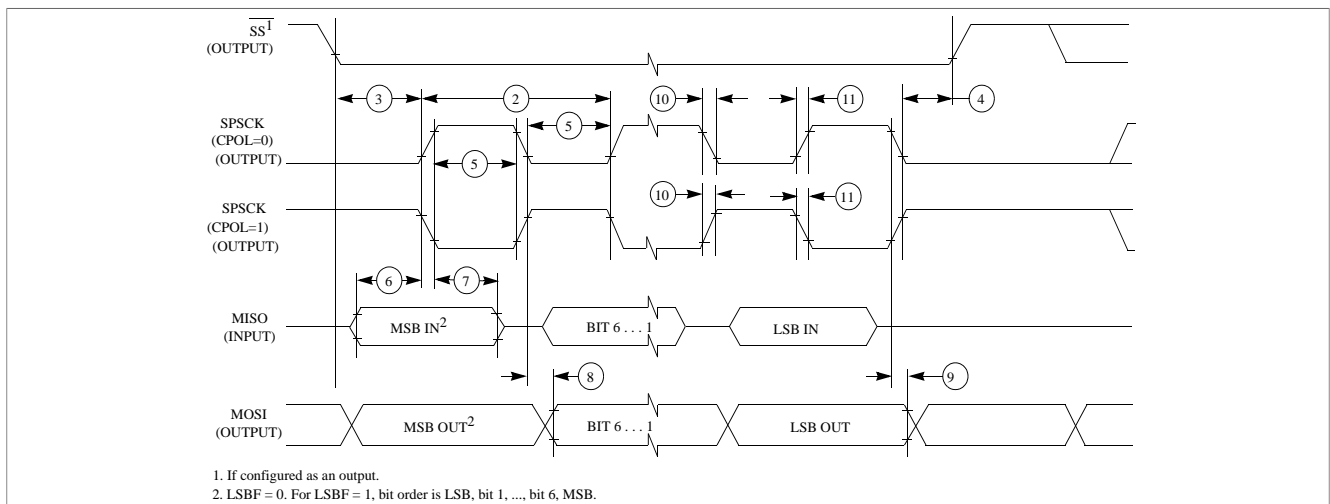 SS1
(OUTPUT)
3
2
10
11
4
SPSCK
(CPOL=0)
(OUTPUT)
5
5
SPSCK
(CPOL=1)
(OUTPUT)
10
11
6
7
MISO
(INPUT)
MSB IN2
BIT 6 . . . 1
LSB IN
8
9
MOSI
(OUTPUT)
MSB OUT2
BIT 6 . . . 1
LSB OUT
1. If configured as an output.
2. LSBF = 0. For LSBF = 1, bit order is LSB, bit 1, ..., bit 6, MSB.